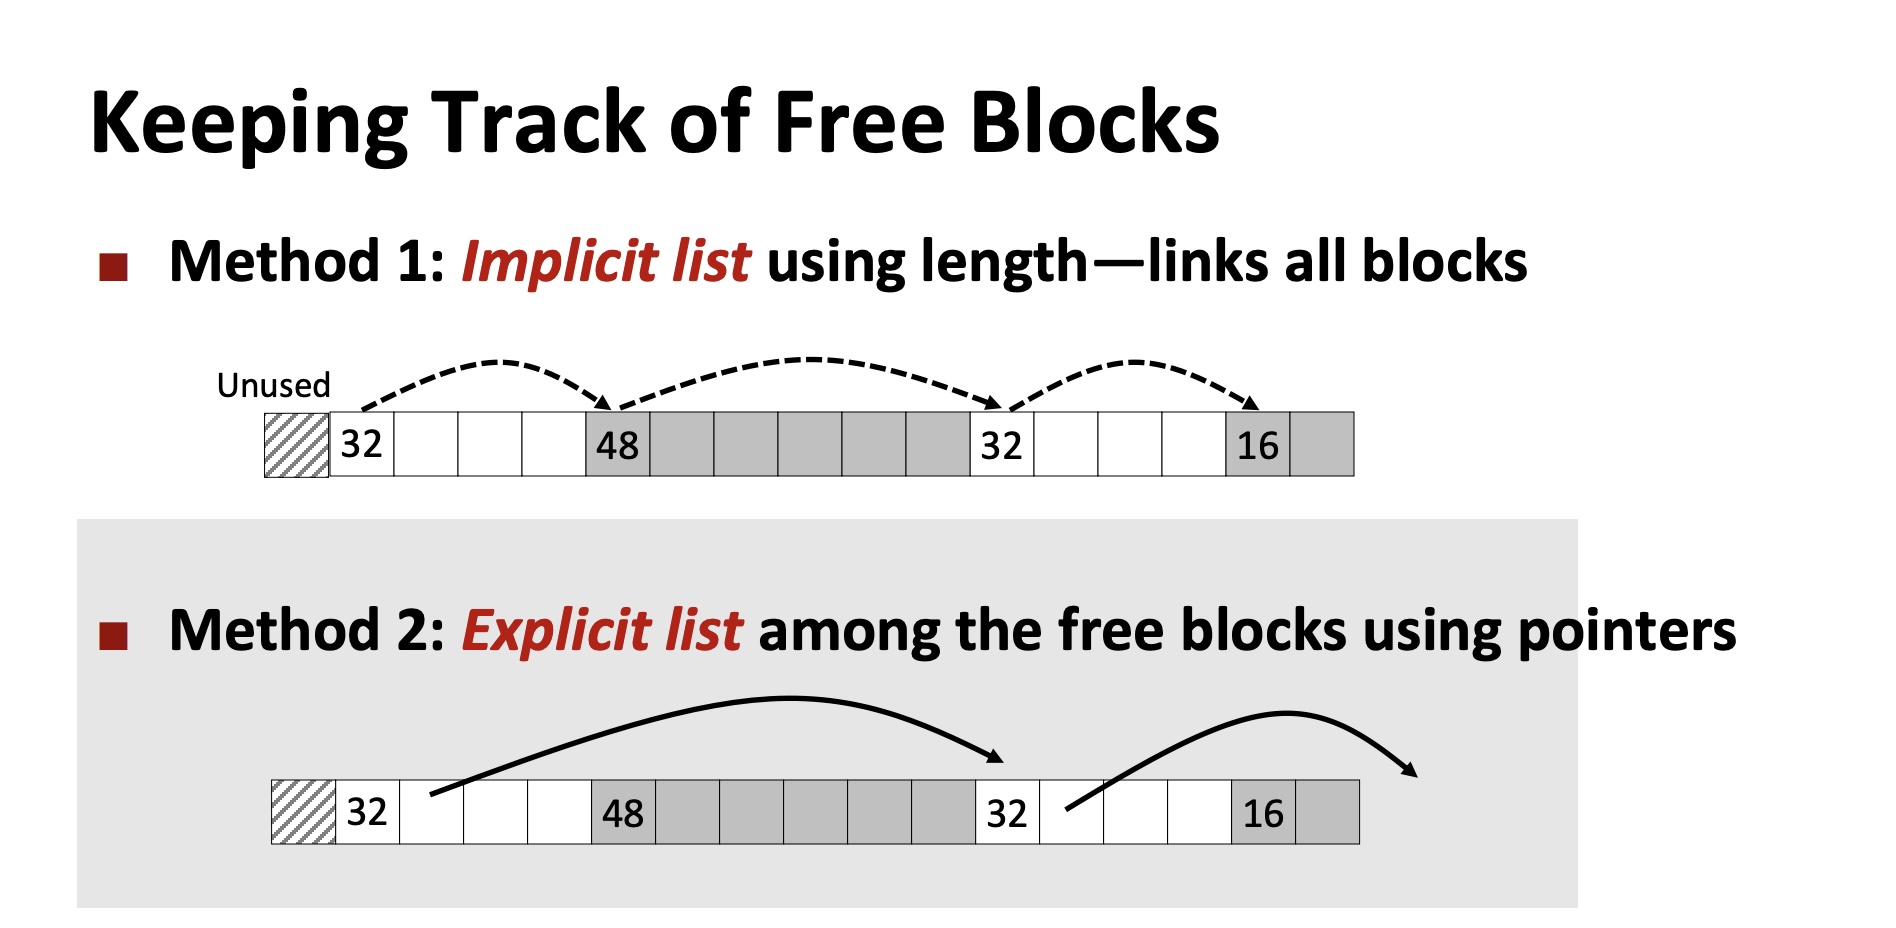 Keeping Track of Free Blocks
■ Method 1: Implicit list using length—links all blocks
Unused
32 48 32 16
■ Method 2: Explicit list among the free blocks using pointers
32 48 32 16